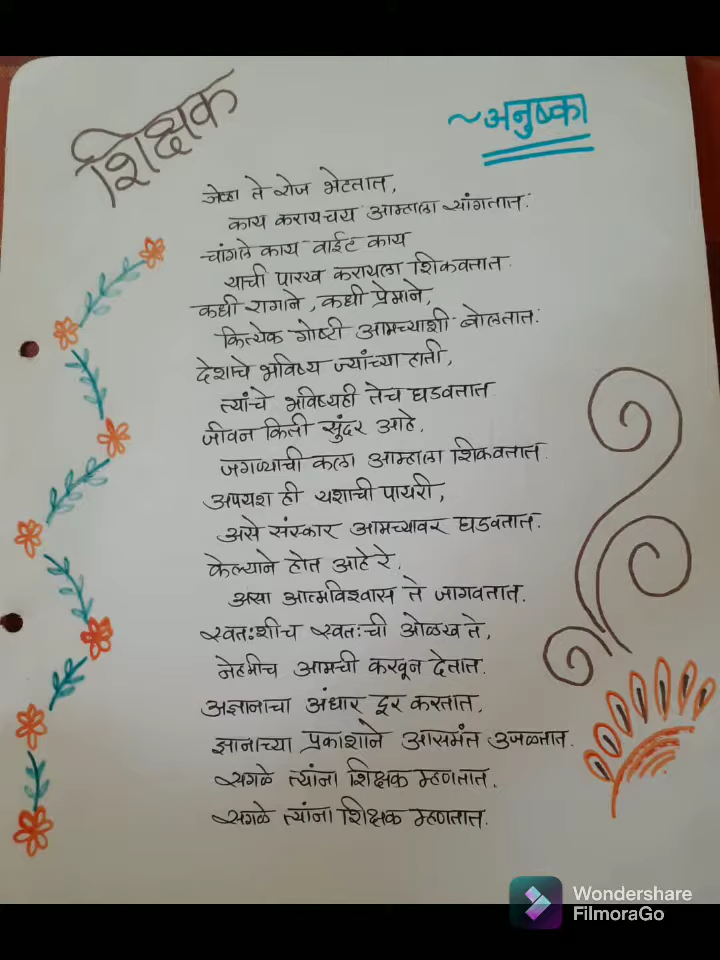 शिक्षक
~अनुष्का
जेव्हा ते रोज भेटतात,
काय करायचय आम्हाला सांगतात.
चांगले काय वाईट काय
याची पारख करायला शिकवतात.
कधी रागाने, कधी प्रेमाने,
कित्येक गोष्टी आमच्याशी बोलतात.
देशाचे भविष्य ज्यांच्या हाती,
त्यांचे भविष्यही तेच घडवतात
जीवन किती सुंदर आहे,
जगण्याची कला आम्हाला शिकवतात.
अपयश ही यशाची पायरी,
असे संस्कार आमच्यावर घडवतात.
केल्याने होत आहे रे,
असा आत्मविश्वास ते जागवतात.
स्वतःशीच स्वतःची ओळख ते,
नेहमीच आमची करवून देतात.
अज्ञानाचा अंधार दूर करतात,
ज्ञानाच्या प्रकाशाने आसमंत उजळतात.
सगळे त्यांना शिक्षक म्हणतात.
सगळे त्यांना शिक्षक म्हणतात.
Wondershare
FilmoraGo